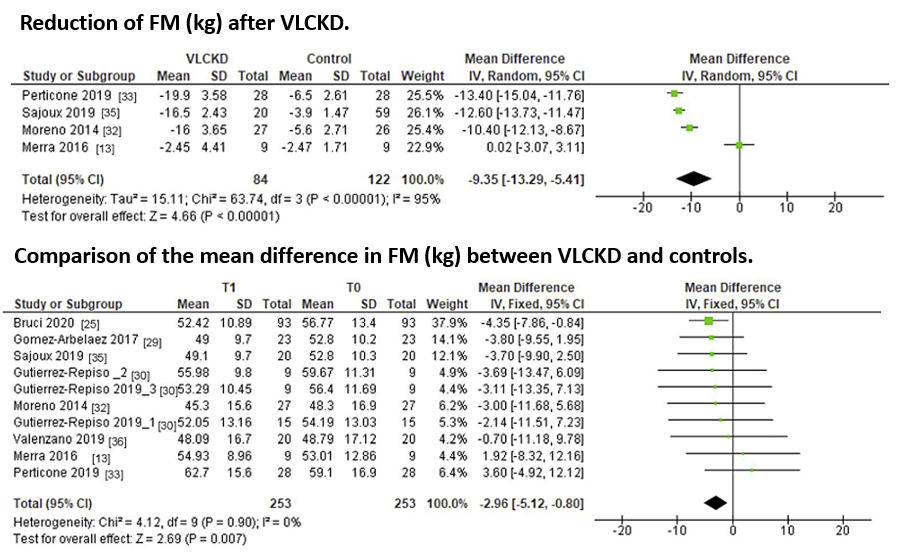 Reduction of FM (kg) after VLCKD.
VLCKD Control Mean Difference Mean Difference
Study or Subgroup Mean SD Total Mean SD Total Weight IV, Random, 95% CI IV, Random, 95% CI
Perticone 2019 [33] -19.9 3.58 28 -6.5 2.61 28 25.5% -13.40 [-15.04, -11.76]
Sajoux 2019 [35] -16.5 2.43 20 -3.9 1.47 59 26.1% -12.60 [-13.73, -11.47]
Moreno 2014 [32] -16 3.65 27 -5.6 2.71 26 25.4% -10.40 [-12.13, -8.67]
Merra 2016 [13] -2.45 4.41 9 -2.47 1.71 9 22.9% 0.02 [-3.07, 3.11]
Total (95% CI) 84 122 100.0% -9.35 [-13.29, -5.41]
Heterogeneity: Tau² = 15.11; Chi² = 63.74, df = 3 (P < 0.00001); I² = 95%
Test for overall effect: Z = 4.66 (P < 0.00001)
-20 -10 0 10 20
Comparison of the mean difference in FM (kg) between VLCKD and controls.
T1 T0 Mean Difference Mean Difference
Study or Subgroup Mean SD Total Mean SD Total Weight IV, Fixed, 95% CI IV, Fixed, 95% CI
Bruci 2020 [25] 52.42 10.89 93 56.77 13.4 93 37.9% -4.35 [-7.86, -0.84]
Gomez-Arbelaez 2017 [29] 49 9.7 23 52.8 10.2 23 14.1% -3.80 [-9.55, 1.95]
Sajoux 2019 [35] 49.1 9.7 20 52.8 10.3 20 12.1% -3.70 [-9.90, 2.50]
Gutierrez-Repiso _2 [30] 55.98 9.8 9 59.67 11.31 9 4.9% -3.69 [-13.47, 6.09]
Gutierrez-Repiso 2019_3 [30] 53.29 10.45 9 56.4 11.69 9 4.5% -3.11 [-13.35, 7.13]
Moreno 2014 [32] 45.3 15.6 27 48.3 16.9 27 6.2% -3.00 [-11.68, 5.68]
Gutierrez-Repiso 2019_1 [30] 52.05 13.16 15 54.19 13.03 15 5.3% -2.14 [-11.51, 7.23]
Valenzano 2019 [36] 48.09 16.7 20 48.79 17.12 20 4.2% -0.70 [-11.18, 9.78]
Merra 2016 [13] 54.93 8.96 9 53.01 12.86 9 4.4% 1.92 [-8.32, 12.16]
Perticone 2019 [33] 62.7 15.6 28 59.1 16.9 28 6.4% 3.60 [-4.92, 12.12]
Total (95% CI) 253 253 100.0% -2.96 [-5.12, -0.80]
Heterogeneity: Chi² = 4.12, df = 9 (P = 0.90); I² = 0%
Test for overall effect: Z = 2.69 (P = 0.007)
-20 -10 0 10 20